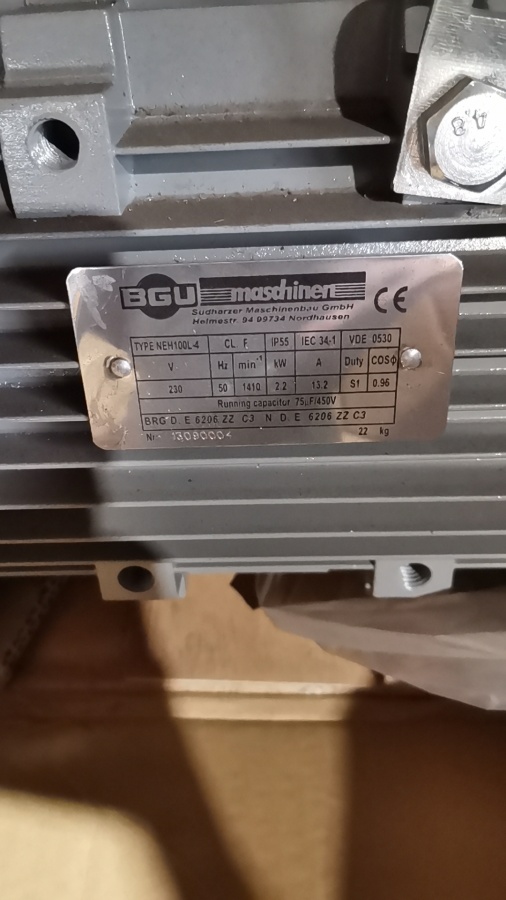 8.8
BGU maschinen
Südharzer Maschinenbau GmbH
Helmestr. 94 99734 Nordhausen
CE
TYPE NEH100L-4 CL F IP55 IEC 34-1 VDE 0530
V Hz min⁻¹ kW A Duty COSϕ
230 50 1410 2.2 13.2 S1 0.96
Running capacitor 75µF/450V
BRG D. E 6206 ZZ C3 N D. E 6206 ZZ C3
Nr. 13090004 22 kg